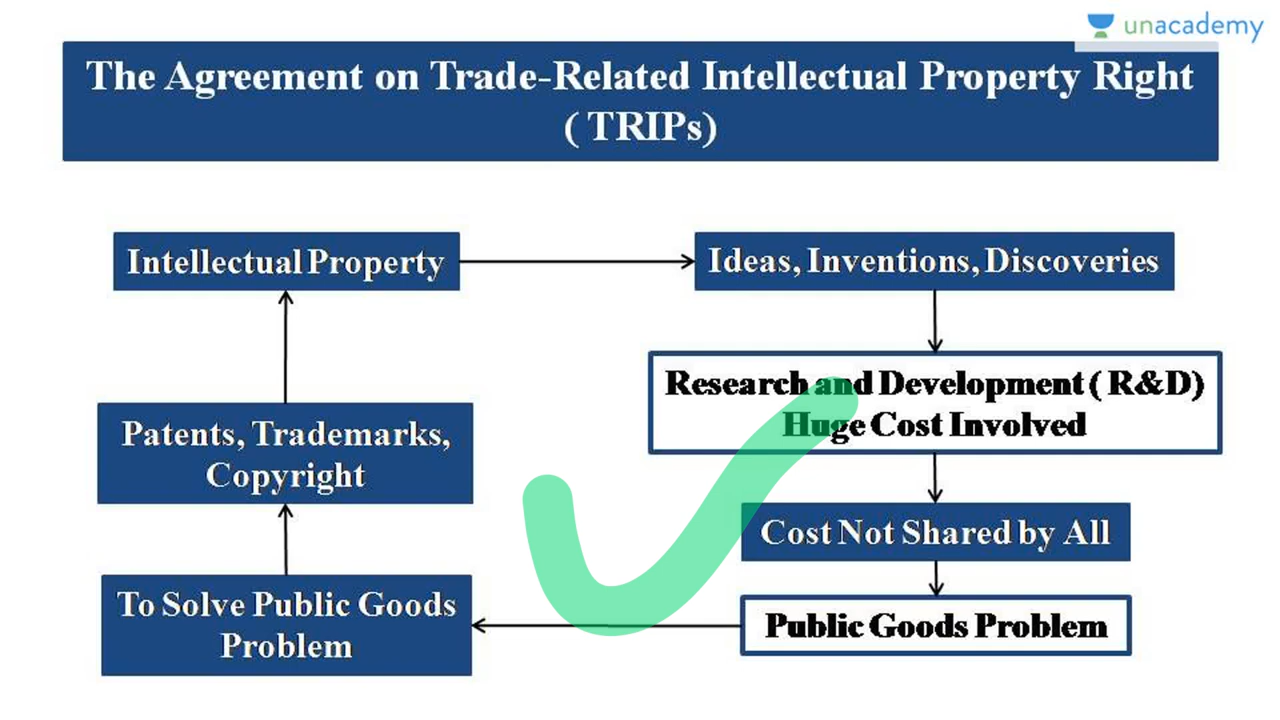 unacademy
The Agreement on Trade-Related Intellectual Property Right
( TRIPs)
Intellectual Property
Ideas, Inventions, Discoveries
Research and Development ( R&D)
Huge Cost Involved
Patents, Trademarks,
Copyright
Cost Not Shared by All
To Solve Public Goods
Problem
Public Goods Problem